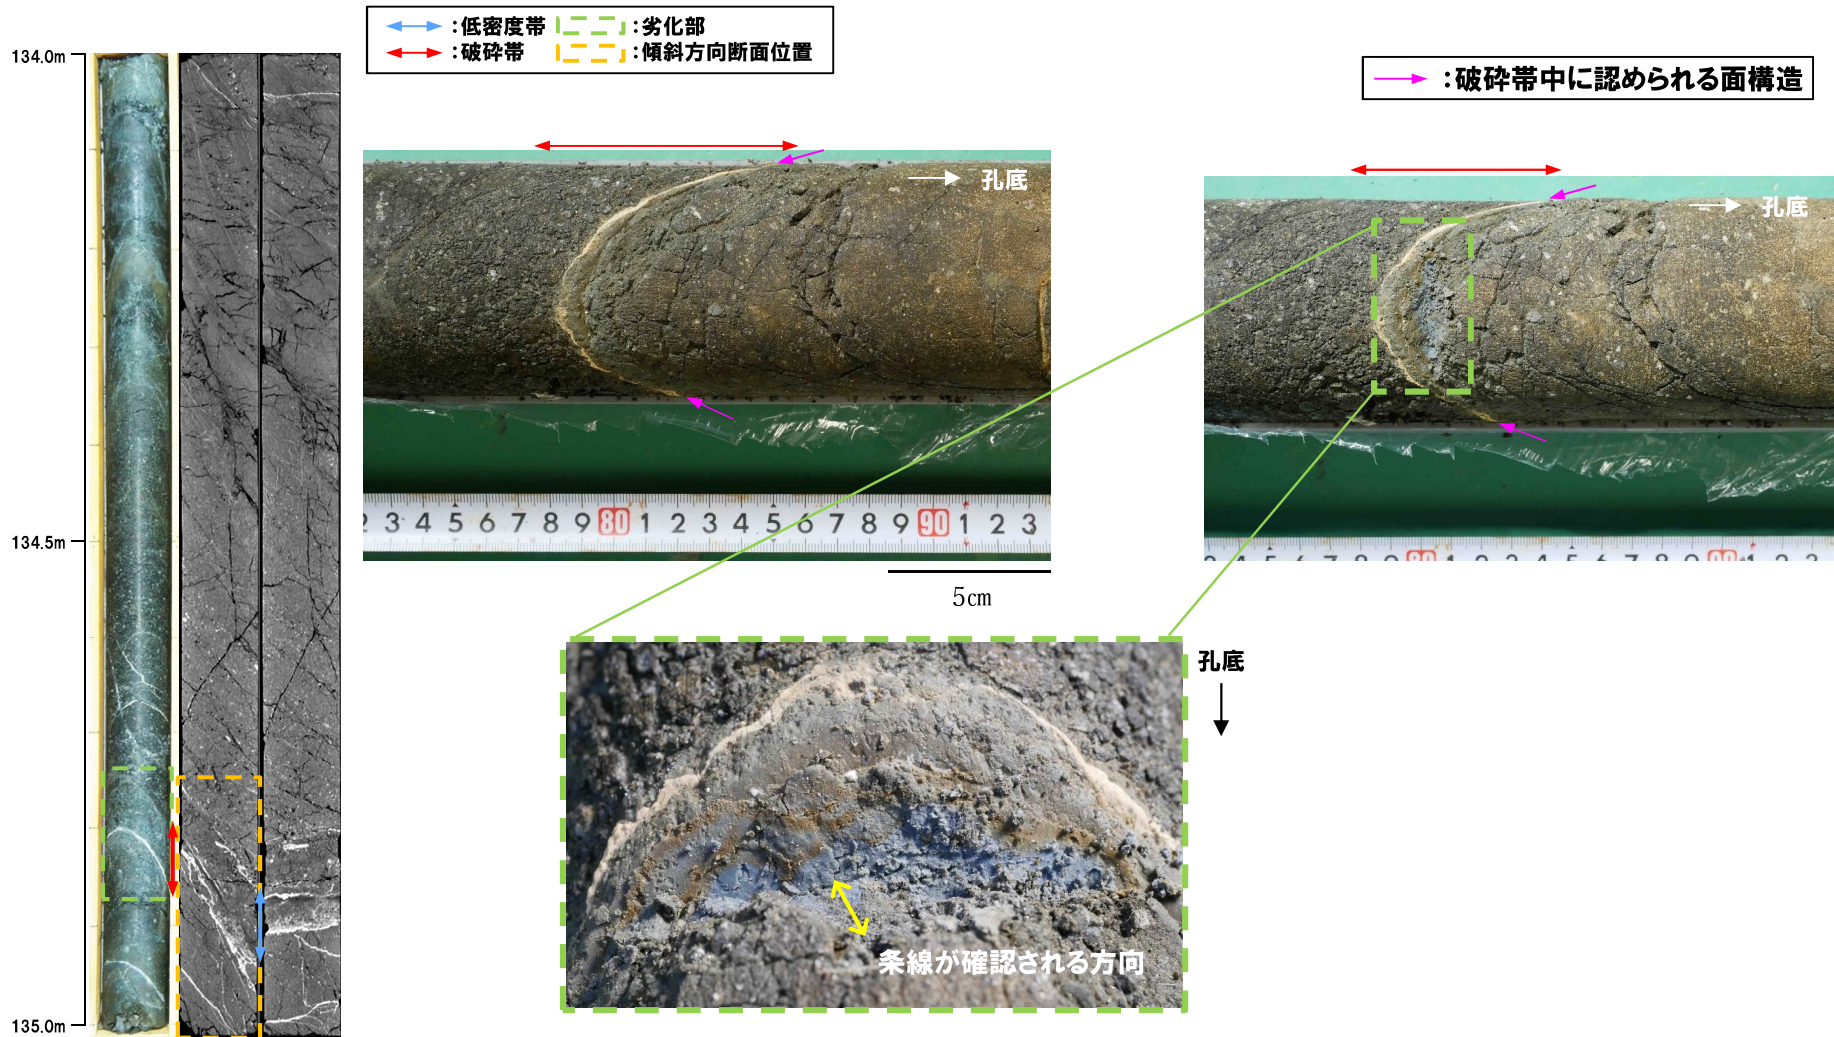 :低密度帯 :劣化部
:破砕帯 :傾斜方向断面位置
:破砕帯中に認められる面構造
134.0m
134.5m
135.0m
孔底
孔底
2 3 4 5 6 7 8 9 80 1 2 3 4 5 6 7 8 9 90 1 2 3
5cm
孔底
条線が確認される方向